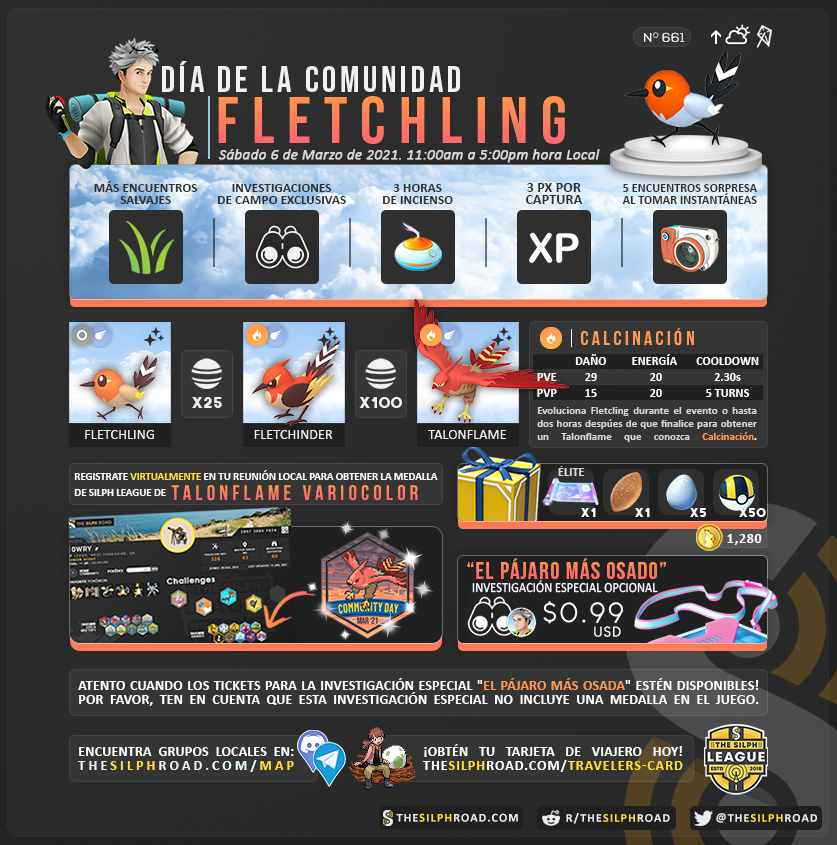 Nº 661
DÍA DE LA COMUNIDAD
FLETCHLING
Sábado 6 de Marzo de 2021. 11:00am a 5:00pm hora Local
MÁS ENCUENTROS
SALVAJES
INVESTIGACIONES
DE CAMPO EXCLUSIVAS
3 HORAS
DE INCIENSO
3 PX POR
CAPTURA
XP
5 ENCUENTROS SORPRESA
AL TOMAR INSTANTÁNEAS
FLETCHLING
X25
FLETCHINDER
X100
TALONFLAME
CALCINACIÓN
DAÑO ENERGÍA COOLDOWN
PVE 29 20 2.30s
PVP 15 20 5 TURNS
Evoluciona Fletcling durante el evento o hasta
dos horas despúes de que finalice para obtener
un Talonflame que conozca Calcinación.
REGISTRATE VIRTUALMENTE EN TU REUNIÓN LOCAL PARA OBTENER LA MEDALLA
DE SILPH LEAGUE DE TALONFLAME VARIOCOLOR
THE SILPH ROAD
OWRY
Challenges
COMMUNITY DAY
MAR '21
ÉLITE
X1
X1
X5
X50
1,280
“EL PÁJARO MÁS OSADO”
INVESTIGACIÓN ESPECIAL OPCIONAL
$0.99
USD
ATENTO CUANDO LOS TICKETS PARA LA INVESTIGACIÓN ESPECIAL "EL PÁJARO MÁS OSADA" ESTÉN DISPONIBLES!
POR FAVOR, TEN EN CUENTA QUE ESTA INVESTIGACIÓN ESPECIAL NO INCLUYE UNA MEDALLA EN EL JUEGO.
ENCUENTRA GRUPOS LOCALES EN:
THESILPHROAD.COM/MAP
¡OBTÉN TU TARJETA DE VIAJERO HOY!
THESILPHROAD.COM/TRAVELERS-CARD
THE SILPH
LEAGUE
ESTD 2018
THESILPHROAD.COM
R/THESILPHROAD
@THESILPHROAD